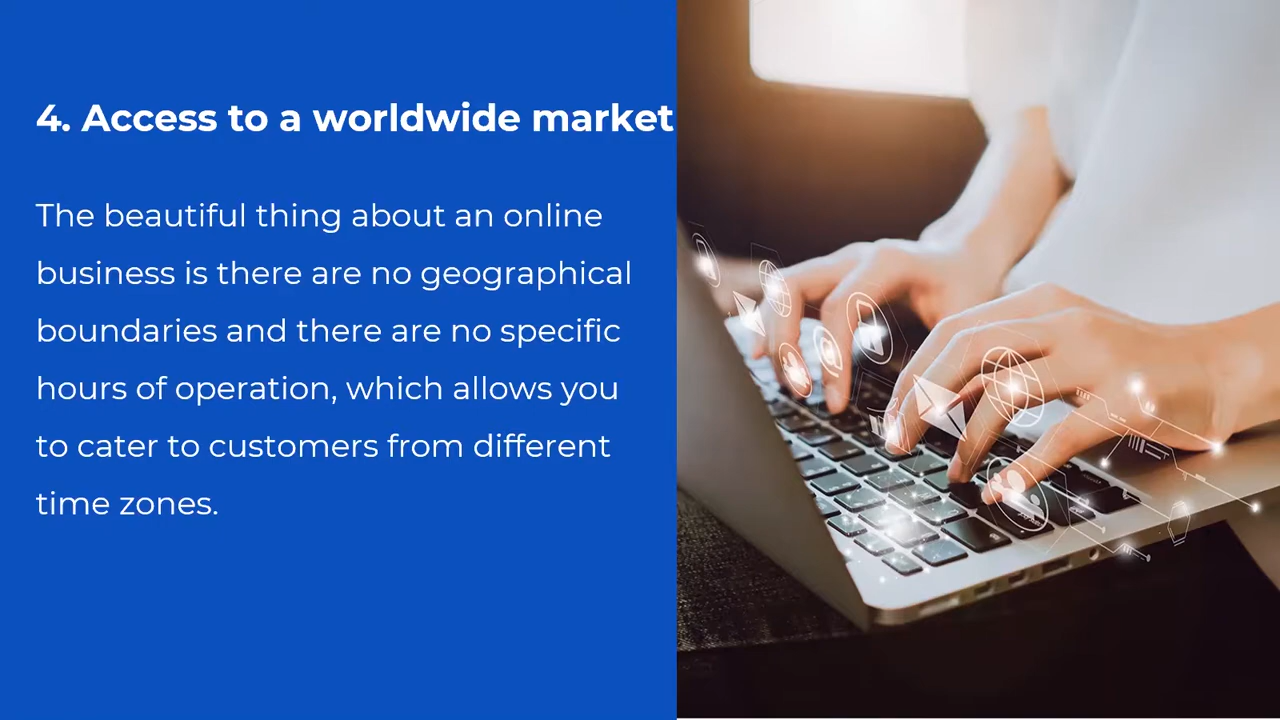 4. Access to a worldwide market
The beautiful thing about an online
business is there are no geographical
boundaries and there are no specific
hours of operation, which allows you
to cater to customers from different
time zones.